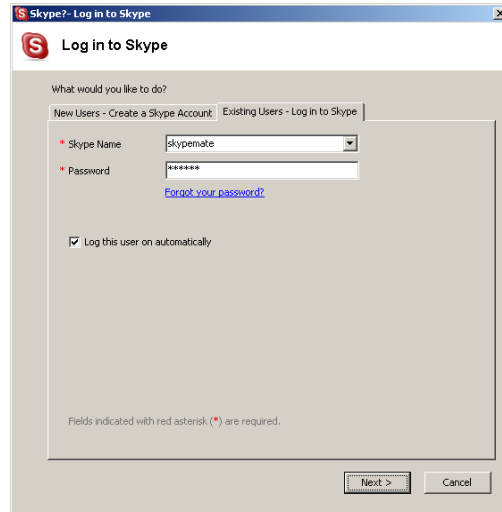 Skype?- Log in to Skype
Log in to Skype
What would you like to do?
New Users - Create a Skype Account Existing Users - Log in to Skype
* Skype Name skypemate
* Password ******
Forgot your password?
Log this user on automatically
Fields indicated with red asterisk (*) are required.
Next > Cancel